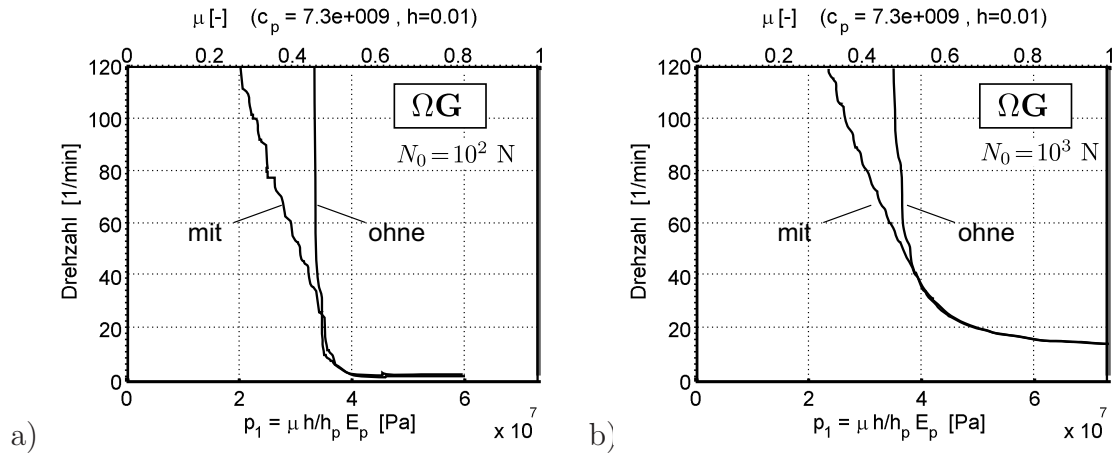 μ [-] (c_p = 7.3e+009 , h=0.01)
0 0.2 0.4 0.6 0.8 1
120
100
80
60
40
20
0
Drehzahl [1/min]
ΩG
N_0 = 10^2 N
mit
ohne
0 2 4 6
x 10^7
p_1 = μ h/h_p E_p [Pa]
a)
μ [-] (c_p = 7.3e+009 , h=0.01)
0 0.2 0.4 0.6 0.8 1
120
100
80
60
40
20
0
Drehzahl [1/min]
ΩG
N_0 = 10^3 N
mit
ohne
0 2 4 6
x 10^7
p_1 = μ h/h_p E_p [Pa]
b)